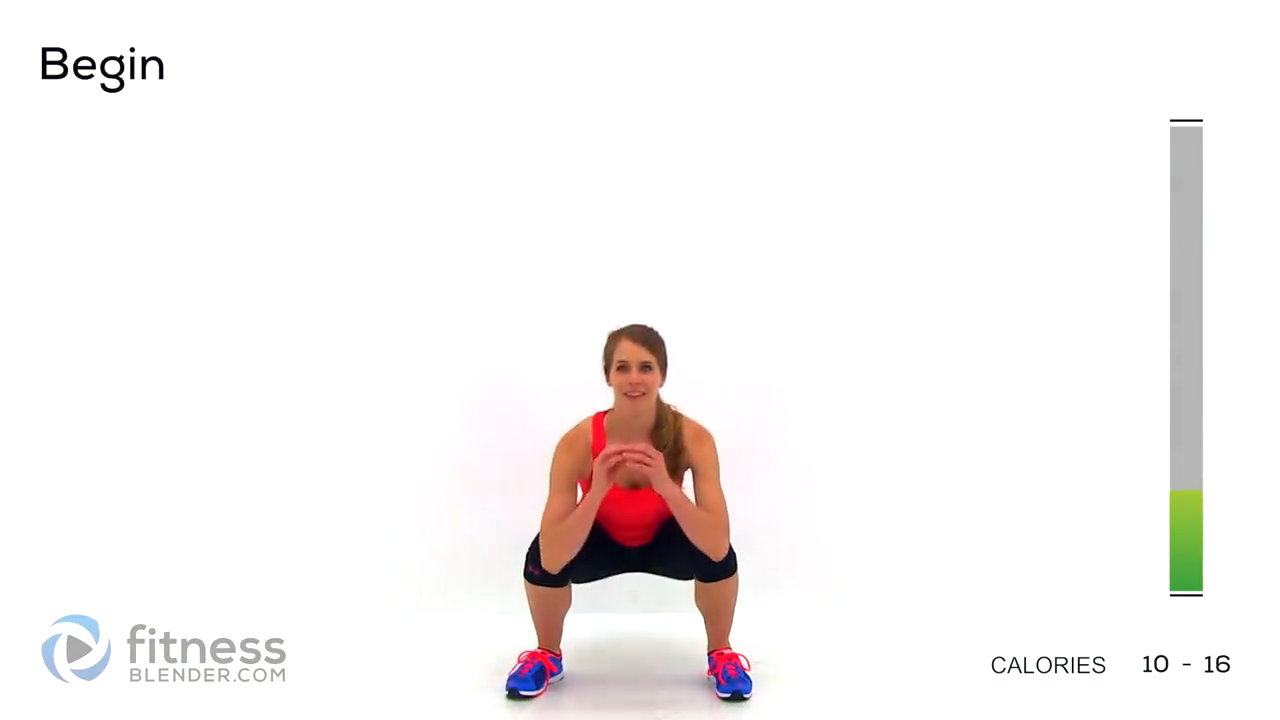 Begin
fitness
BLENDER.COM
CALORIES 10 - 16